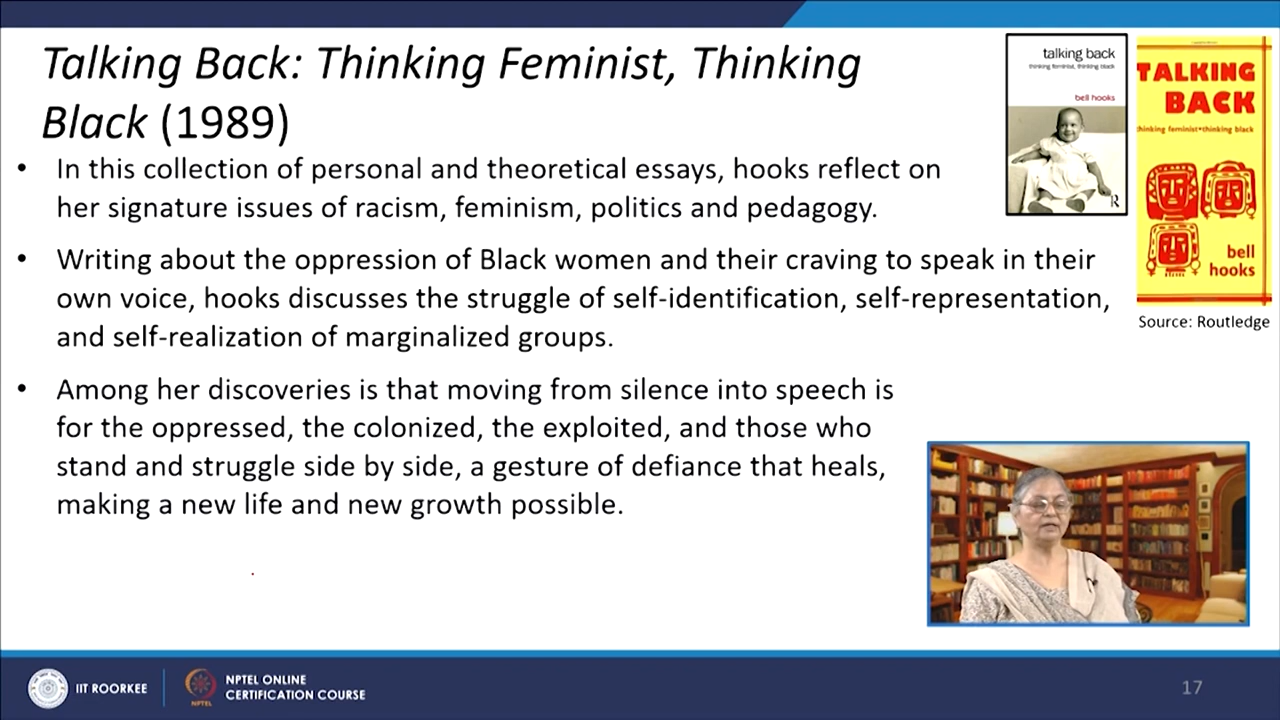 Talking Back: Thinking Feminist, Thinking
Black (1989)
• In this collection of personal and theoretical essays, hooks reflect on
her signature issues of racism, feminism, politics and pedagogy.
• Writing about the oppression of Black women and their craving to speak in their
own voice, hooks discusses the struggle of self-identification, self-representation,
and self-realization of marginalized groups.
• Among her discoveries is that moving from silence into speech is
for the oppressed, the colonized, the exploited, and those who
stand and struggle side by side, a gesture of defiance that heals,
making a new life and new growth possible.
talking back
thinking feminist, thinking black
bell hooks
R
TALKING
BACK
thinking feminist•thinking black
bell
hooks
Source: Routledge
IIT ROORKEE
NPTEL
NPTEL ONLINE
CERTIFICATION COURSE
17